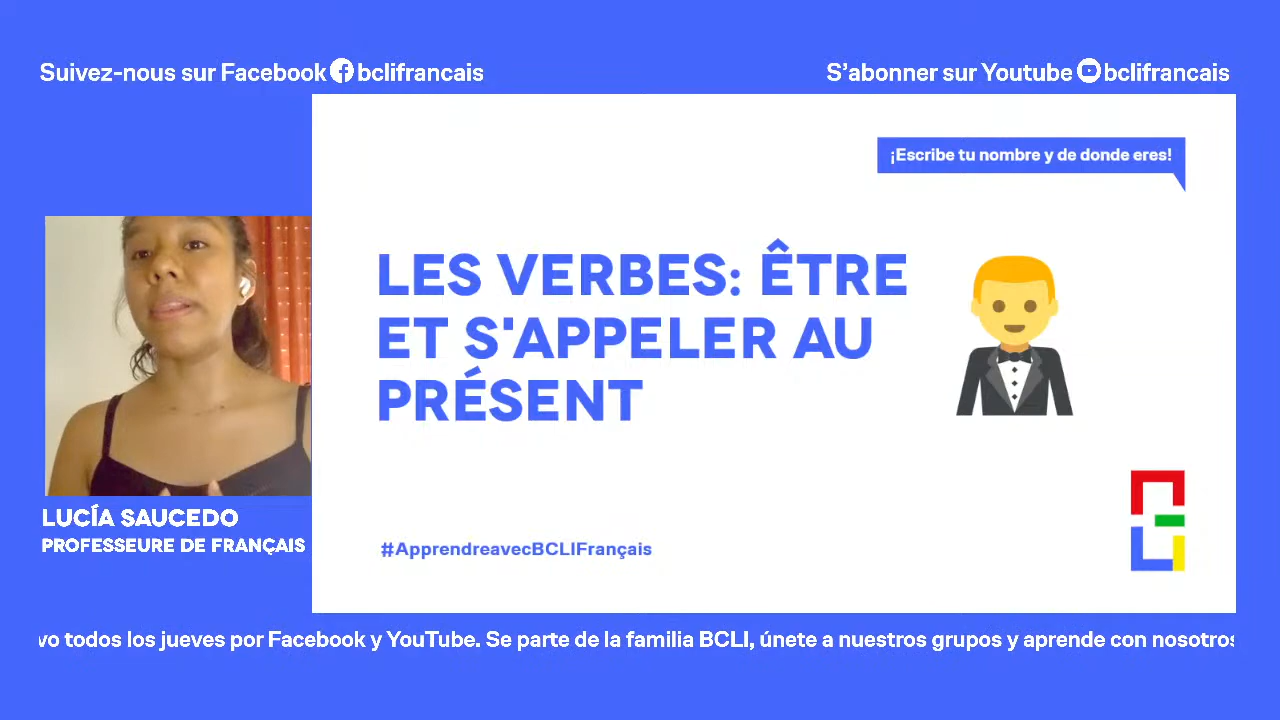 Suivez-nous sur Facebook bclifrancais
S'abonner sur Youtube bclifrancais
¡Escribe tu nombre y de donde eres!
LES VERBES: ÊTRE
ET S'APPELER AU
PRÉSENT
#ApprendreavecBCLIFrançais
LUCÍA SAUCEDO
PROFESSEURE DE FRANÇAIS
vo todos los jueves por Facebook y YouTube. Se parte de la familia BCLI, únete a nuestros grupos y aprende con nosotros